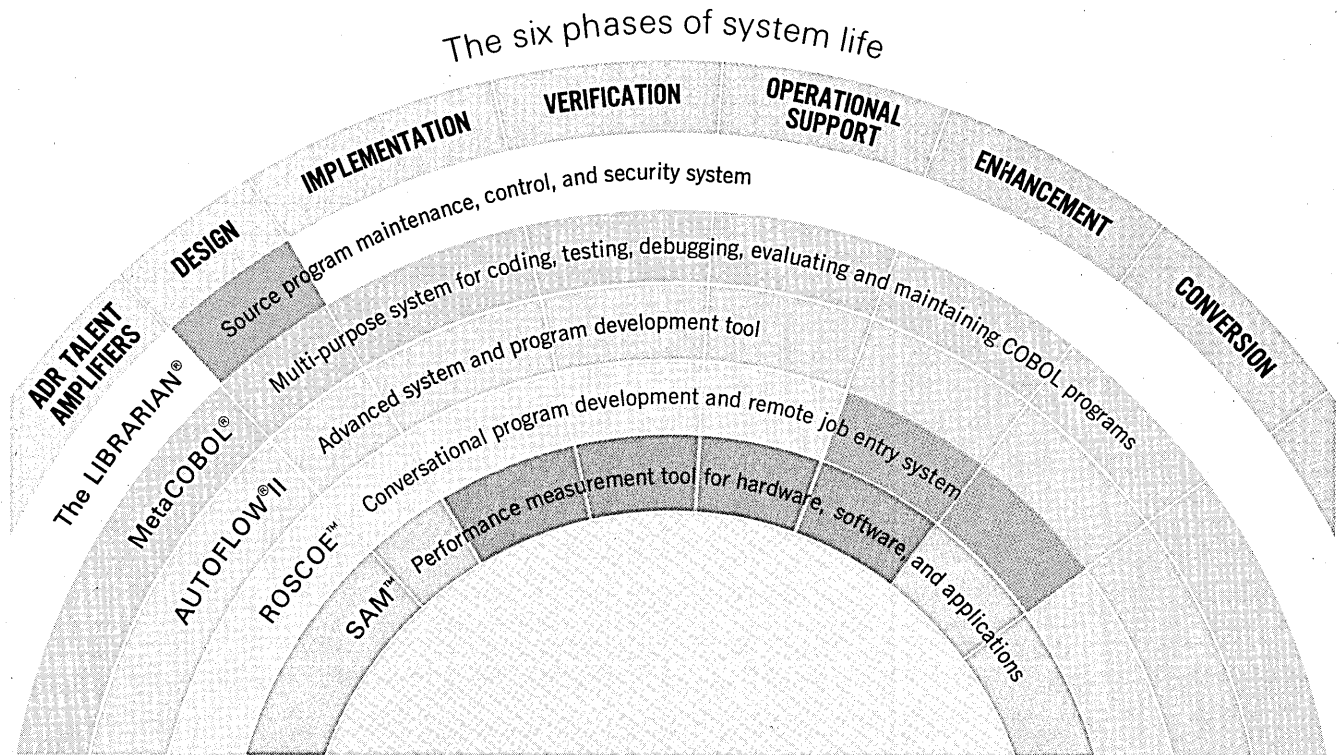 The six phases of system life
ADR TALENT
AMPLIFIERS
DESIGN
IMPLEMENTATION
VERIFICATION
OPERATIONAL
SUPPORT
ENHANCEMENT
CONVERSION
The LIBRARIAN®
Source program maintenance, control, and security system
MetaCOBOL®
Multi-purpose system for coding, testing, debugging, evaluating and maintaining COBOL programs
AUTOFLOW®II
Advanced system and program development tool
ROSCOE™
Conversational program development and remote job entry system
SAM™
Performance measurement tool for hardware, software, and applications